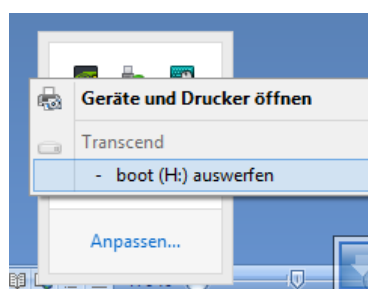 Geräte und Drucker öffnen
Transcend
- boot (H:) auswerfen
Anpassen...